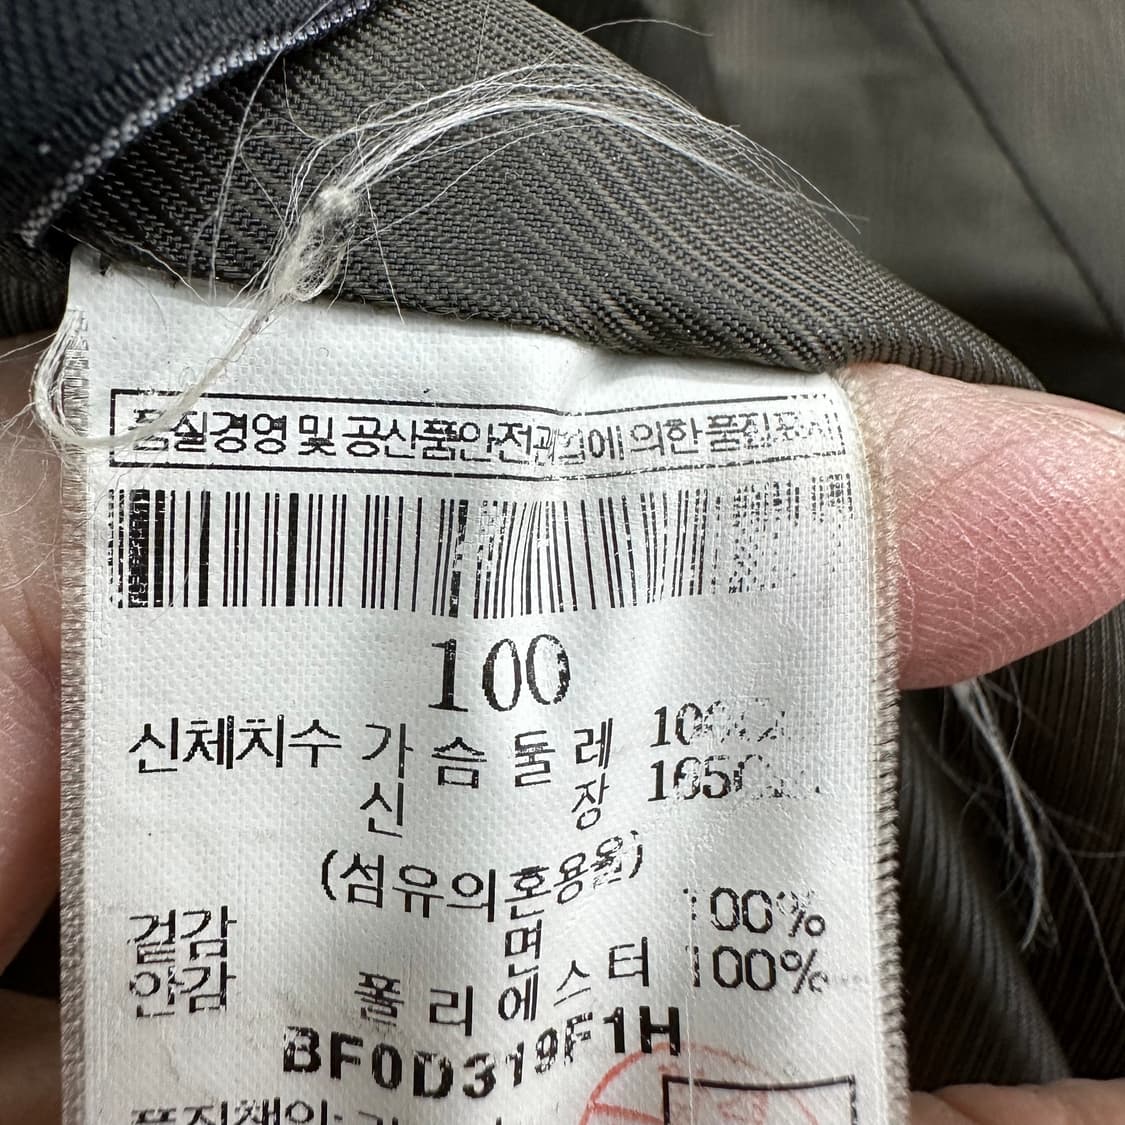 품질경영 및 공산품안전관리법에 의한 품질표시
100
신체치수 가슴둘레 100
신장 165
(섬유의혼용율)
겉감 면 100%
안감 폴리에스터 100%
BF0D319F1H